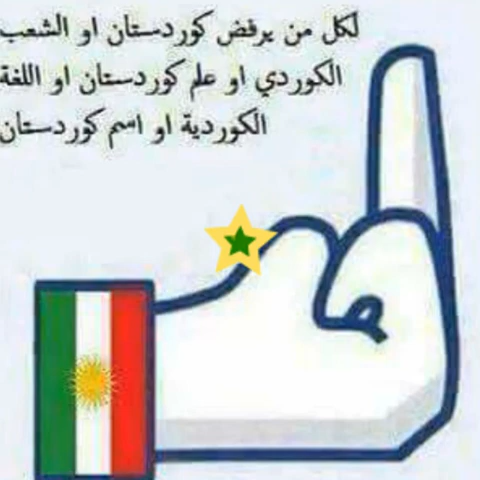 لكل من يرفض كوردستان او الشعب
الكوردي او علم كوردستان او اللغة
الكوردية او اسم كوردستان